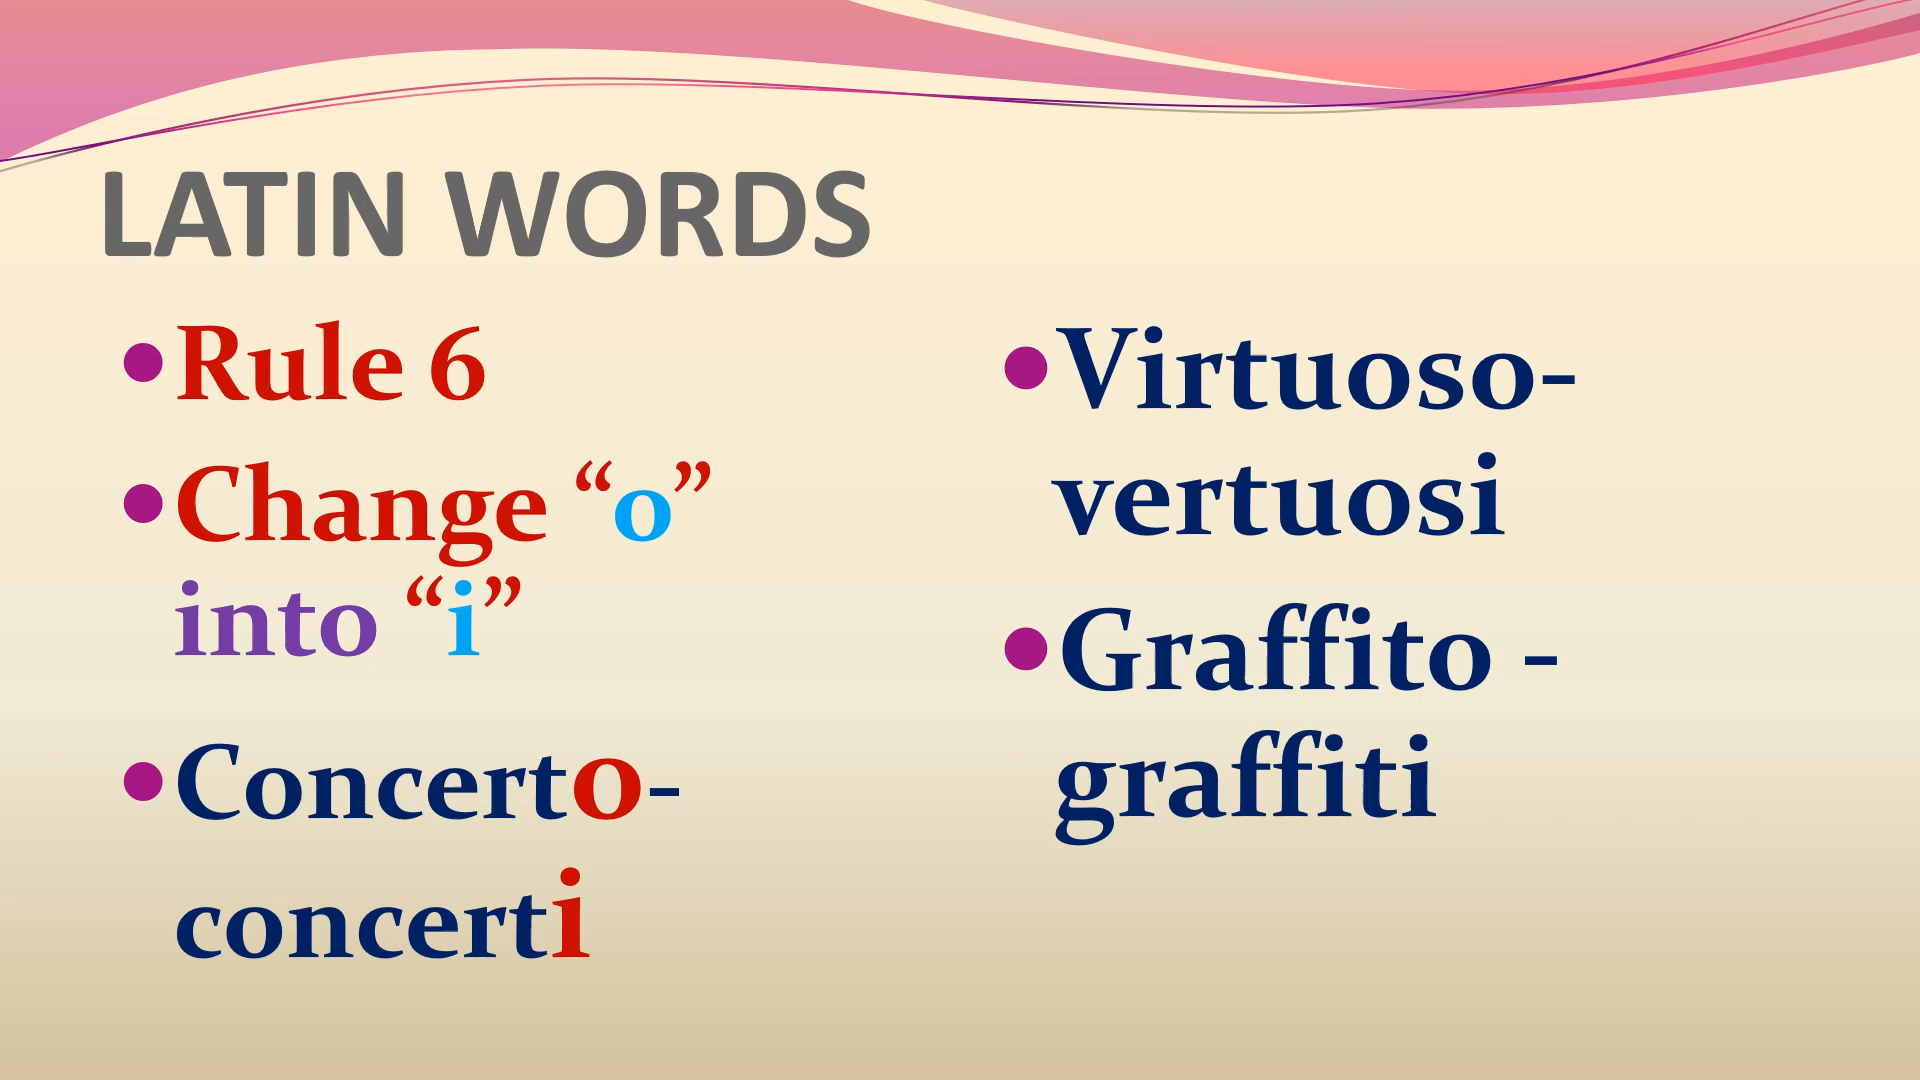 LATIN WORDS
•Rule 6
•Change “o”
into “i”
•Concerto-
concerti
•Virtuoso-
vertuosi
•Graffito -
graffiti